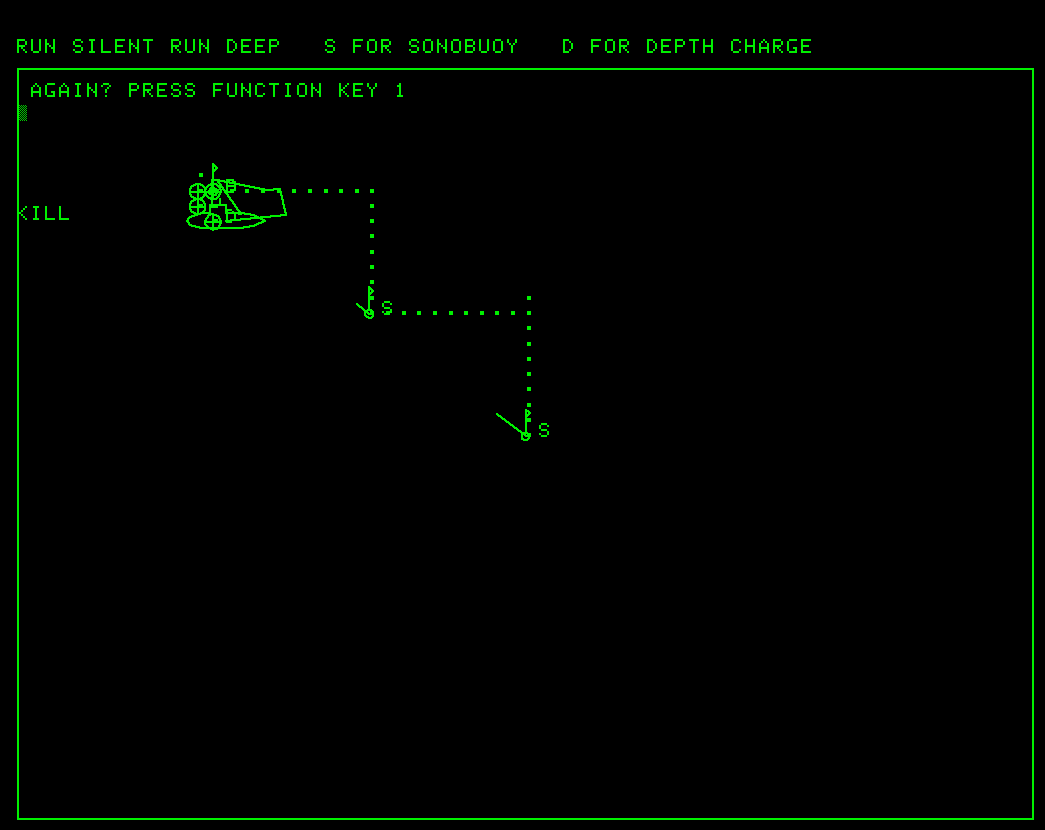 RUN SILENT RUN DEEP S FOR SONOBUOY D FOR DEPTH CHARGE
AGAIN? PRESS FUNCTION KEY 1
KILL
S
S